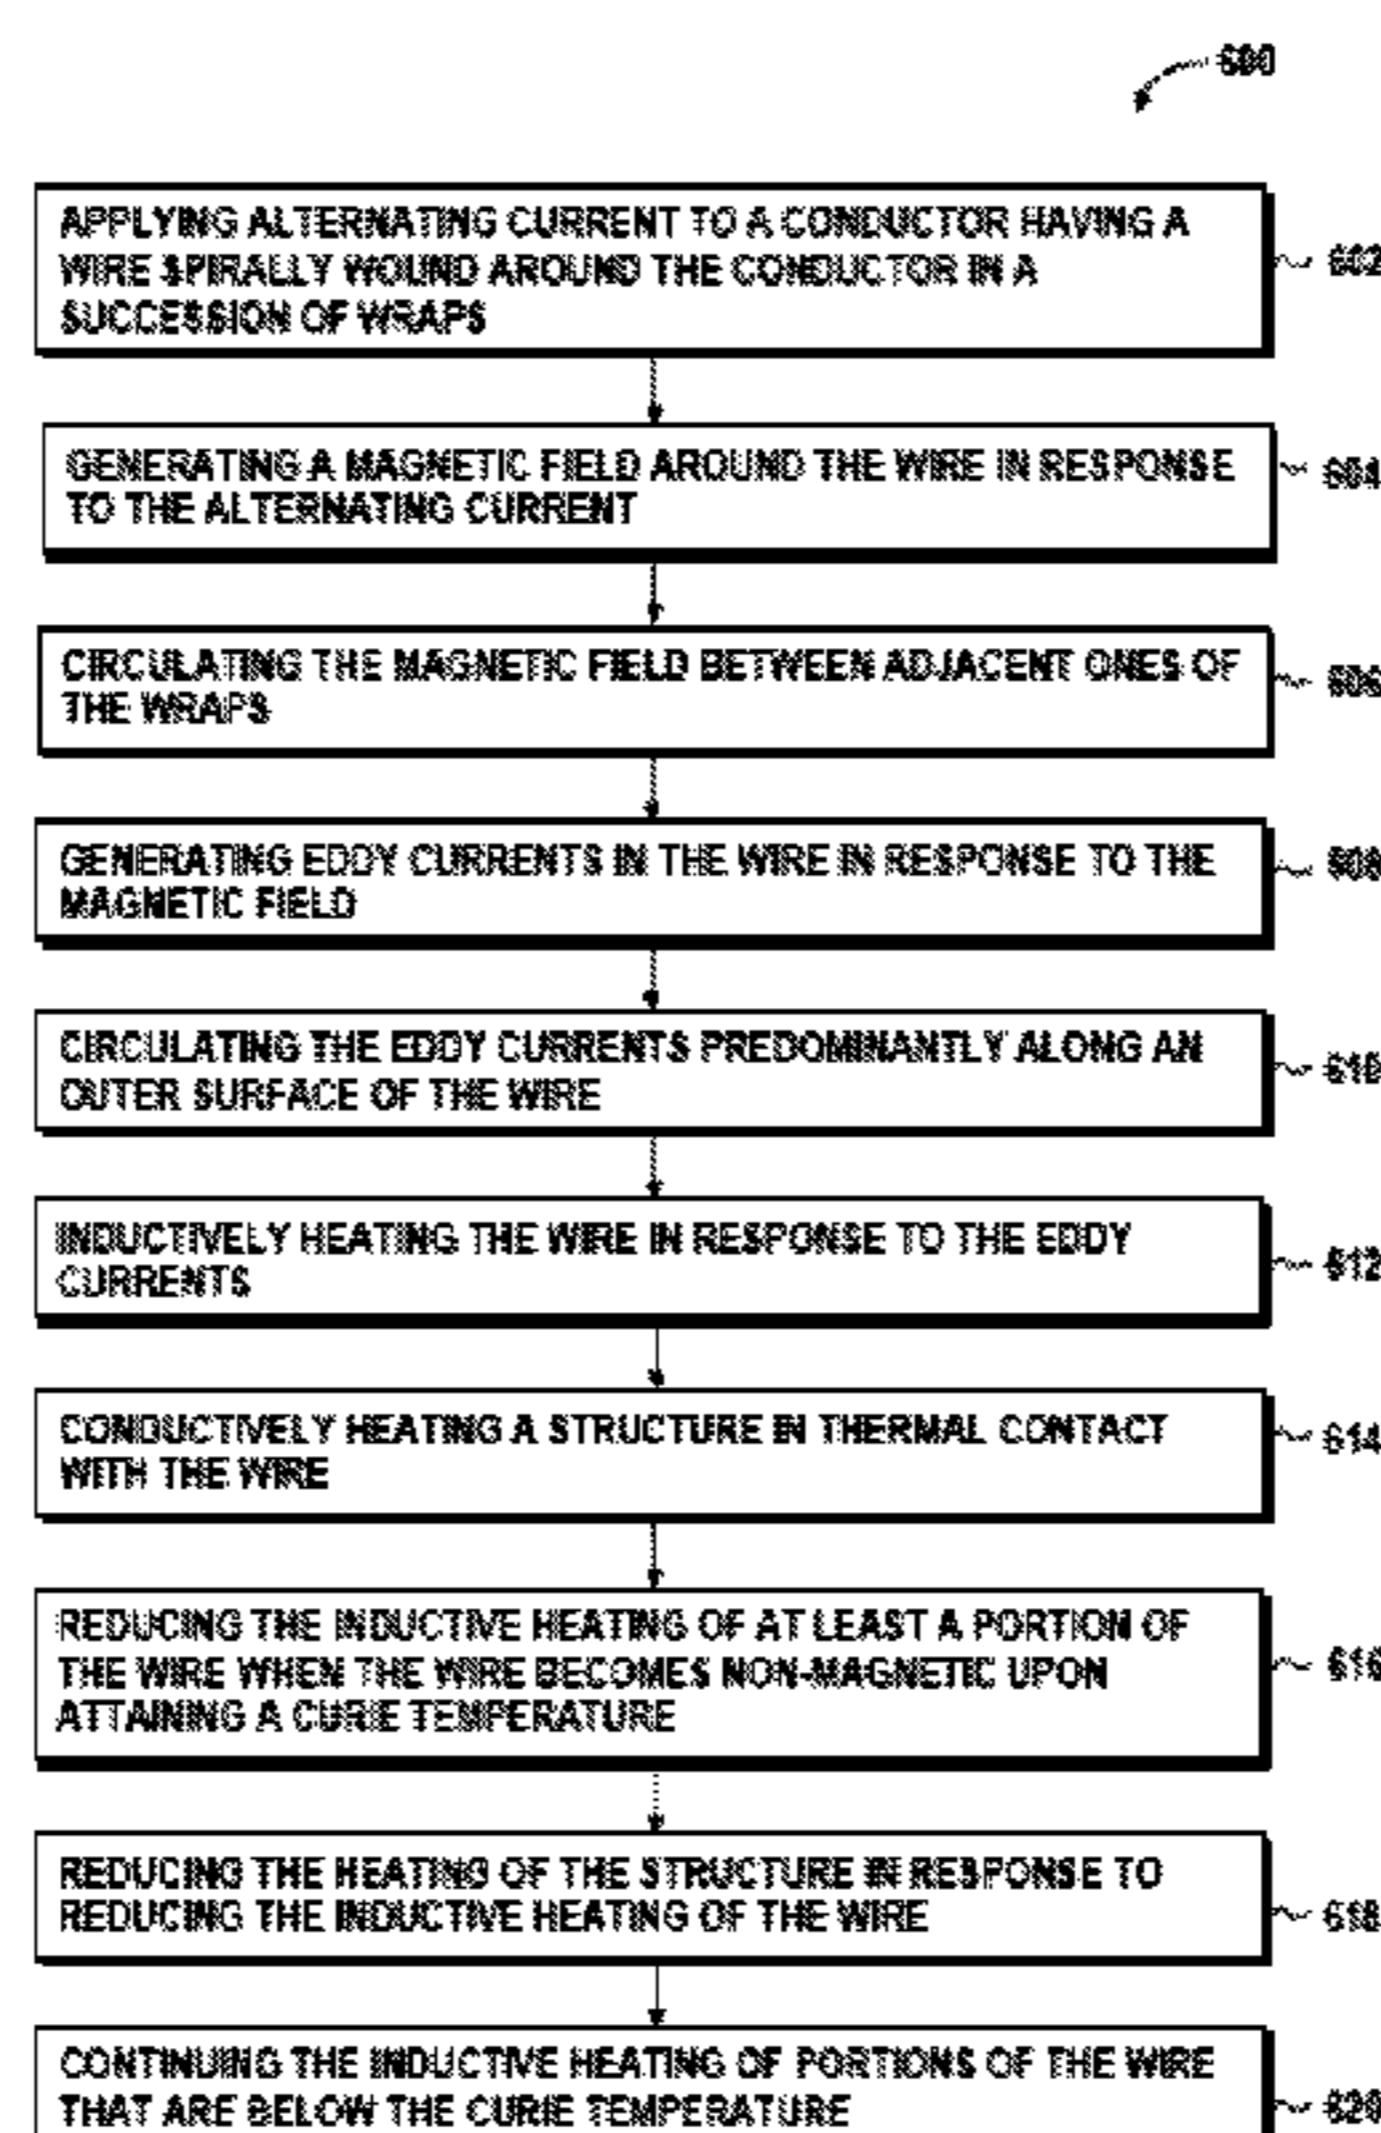 600
APPLYING ALTERNATING CURRENT TO A CONDUCTOR HAVING A
WIRE SPIRALLY WOUND AROUND THE CONDUCTOR IN A
SUCCESSION OF WRAPS
602
GENERATING A MAGNETIC FIELD AROUND THE WIRE IN RESPONSE
TO THE ALTERNATING CURRENT
604
CIRCULATING THE MAGNETIC FIELD BETWEEN ADJACENT ONES OF
THE WRAPS
606
GENERATING EDDY CURRENTS IN THE WIRE IN RESPONSE TO THE
MAGNETIC FIELD
608
CIRCULATING THE EDDY CURRENTS PREDOMINANTLY ALONG AN
OUTER SURFACE OF THE WIRE
610
INDUCTIVELY HEATING THE WIRE IN RESPONSE TO THE EDDY
CURRENTS
612
CONDUCTIVELY HEATING A STRUCTURE IN THERMAL CONTACT
WITH THE WIRE
614
REDUCING THE INDUCTIVE HEATING OF AT LEAST A PORTION OF
THE WIRE WHEN THE WIRE BECOMES NON-MAGNETIC UPON
ATTAINING A CURIE TEMPERATURE
616
REDUCING THE HEATING OF THE STRUCTURE IN RESPONSE TO
REDUCING THE INDUCTIVE HEATING OF THE WIRE
618
CONTINUING THE INDUCTIVE HEATING OF PORTIONS OF THE WIRE
THAT ARE BELOW THE CURIE TEMPERATURE
620